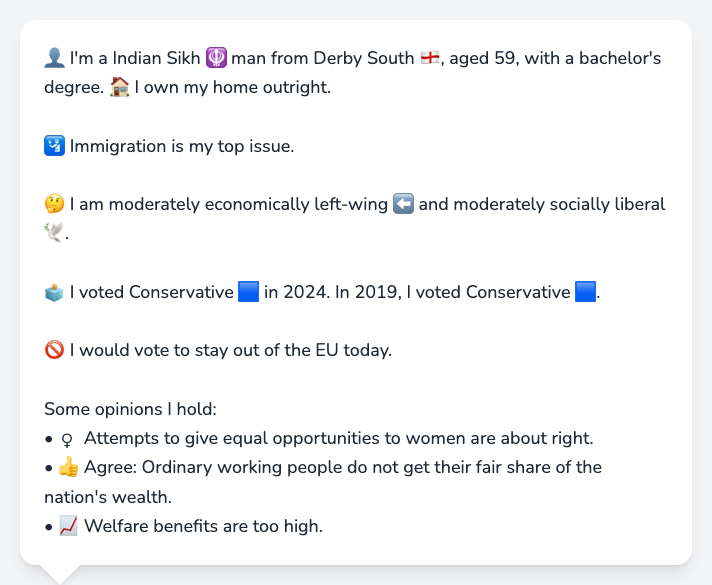 👤 I'm a Indian Sikh 🪯 man from Derby South 🏴󠁧󠁢󠁥󠁮󠁧󠁿, aged 59, with a bachelor's
degree. 🏠 I own my home outright.
🛂 Immigration is my top issue.
🤔 I am moderately economically left-wing ⬅️ and moderately socially liberal
🕊️.
🗳️ I voted Conservative 🟦 in 2024. In 2019, I voted Conservative 🟦.
🚫 I would vote to stay out of the EU today.
Some opinions I hold:
• ♀ Attempts to give equal opportunities to women are about right.
• 👍 Agree: Ordinary working people do not get their fair share of the
nation's wealth.
• 📈 Welfare benefits are too high.